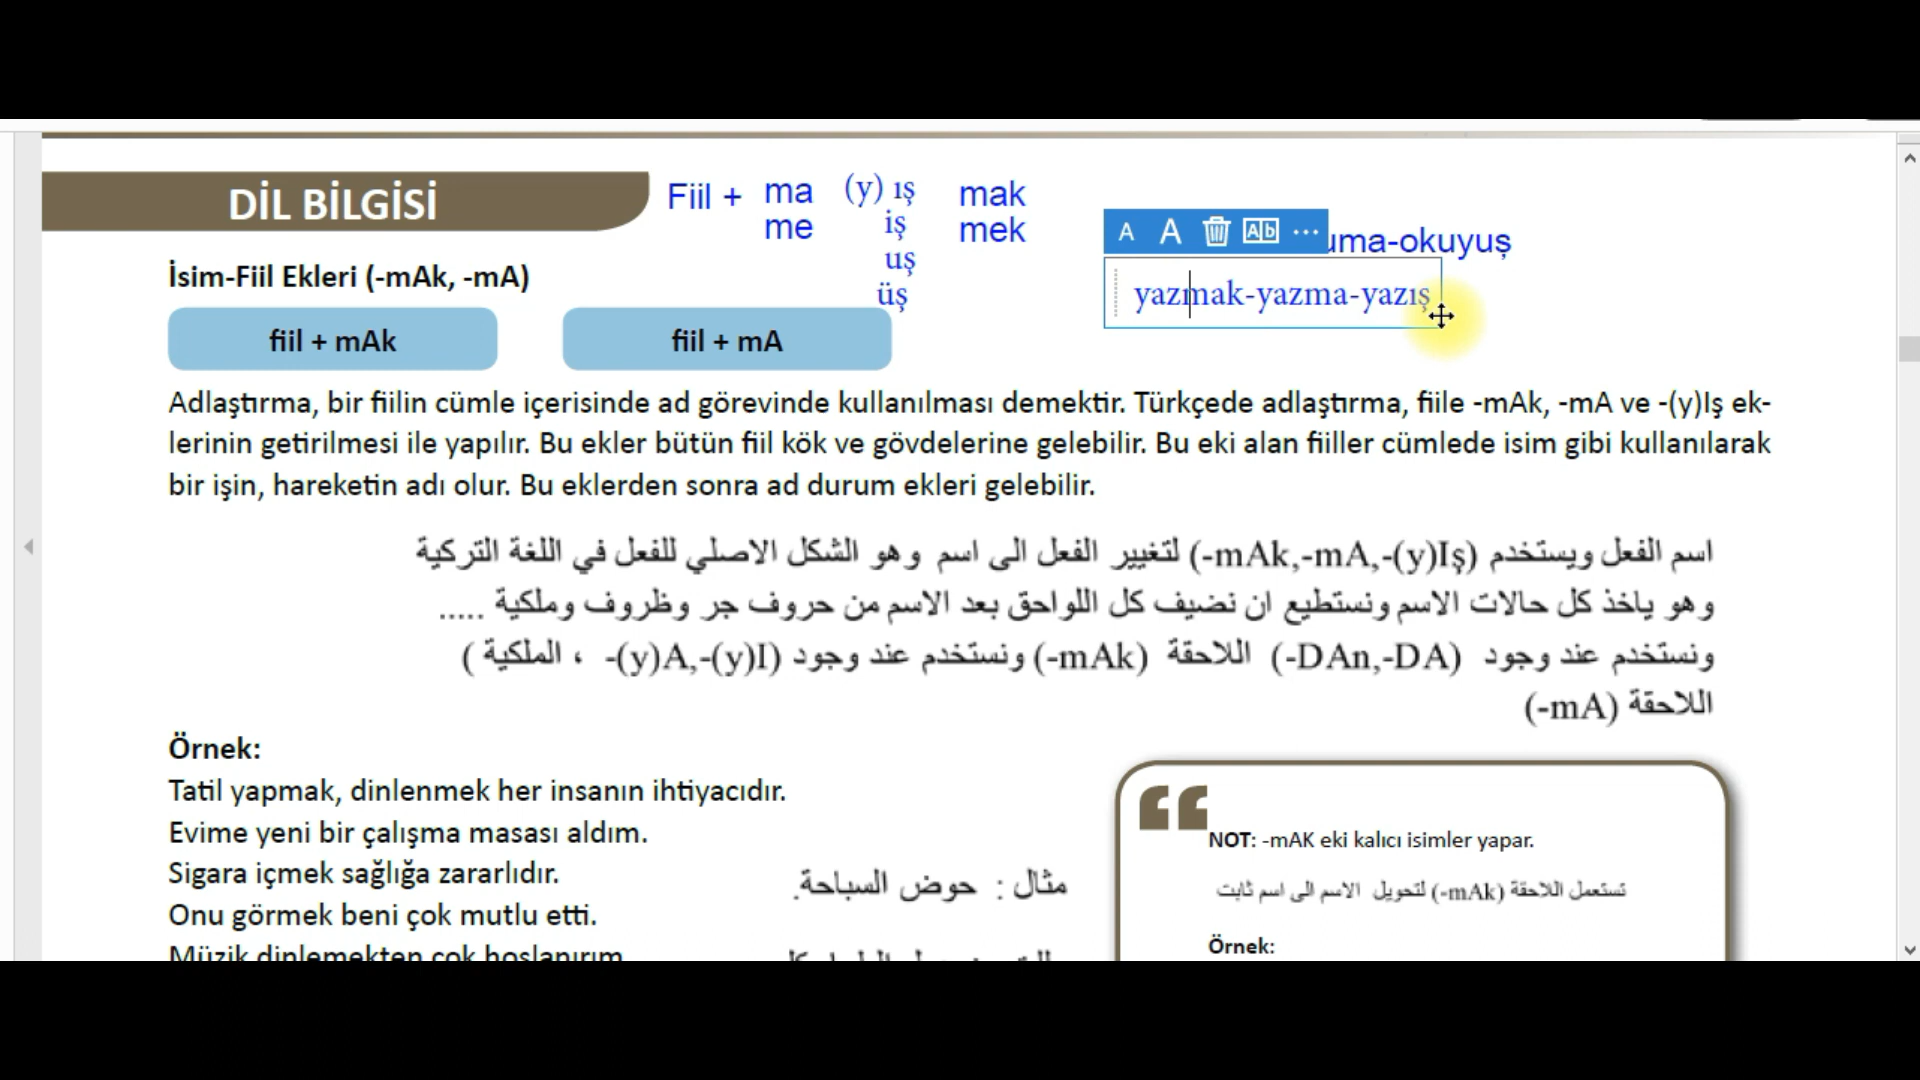 DİL BİLGİSİ
Fiil + ma (y) ış mak
me iş mek
uş
üş
uma-okuyuş
yazmak-yazma-yazış
İsim-Fiil Ekleri (-mAk, -mA)
fiil + mAk
fiil + mA
Adlaştırma, bir fiilin cümle içerisinde ad görevinde kullanılması demektir. Türkçede adlaştırma, fiile -mAk, -mA ve -(y)Iş ek-
lerinin getirilmesi ile yapılır. Bu ekler bütün fiil kök ve gövdelerine gelebilir. Bu eki alan fiiller cümlede isim gibi kullanılarak
bir işin, hareketin adı olur. Bu eklerden sonra ad durum ekleri gelebilir.
اسم الفعل ويستخدم (-mAk,-mA,-(y)Iş) لتغيير الفعل الى اسم وهو الشكل الاصلي للفعل في اللغة التركية
وهو ياخذ كل حالات الاسم ونستطيع ان نضيف كل اللواحق بعد الاسم من حروف جر وظروف وملكية .....
ونستخدم عند وجود (-DAn,-DA) اللاحقة (-mAk) ونستخدم عند وجود (-(y)A,-(y)I ، الملكية )
اللاحقة (-mA)
Örnek:
Tatil yapmak, dinlenmek her insanın ihtiyacıdır.
Evime yeni bir çalışma masası aldım.
Sigara içmek sağlığa zararlıdır.
Onu görmek beni çok mutlu etti.
Müzik dinlemekten çok hoşlanırım
مثال : حوض السباحة.
NOT: -mAK eki kalıcı isimler yapar.
تستعمل اللاحقة (-mAk) لتحويل الاسم الى اسم ثابت
Örnek: